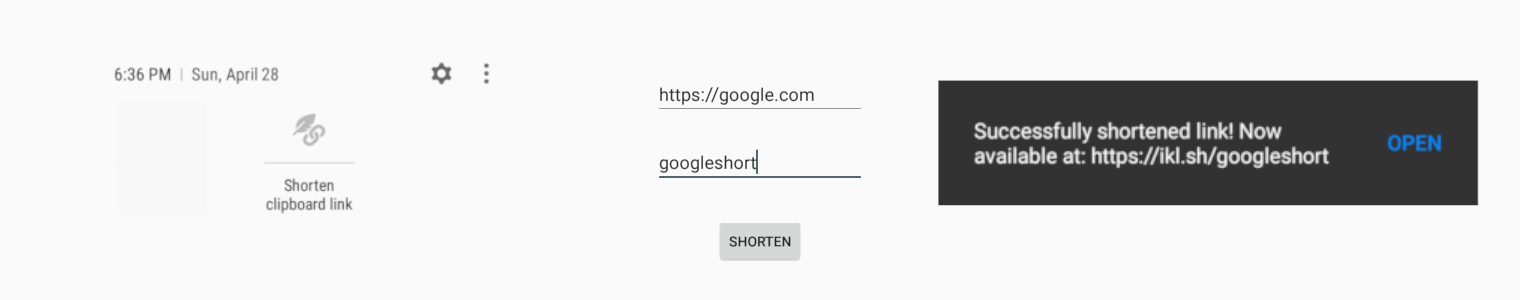 6:36 PM | Sun, April 28
Shorten
clipboard link
https://google.com
googleshort
SHORTEN
Successfully shortened link! Now
available at: https://ikl.sh/googleshort
OPEN